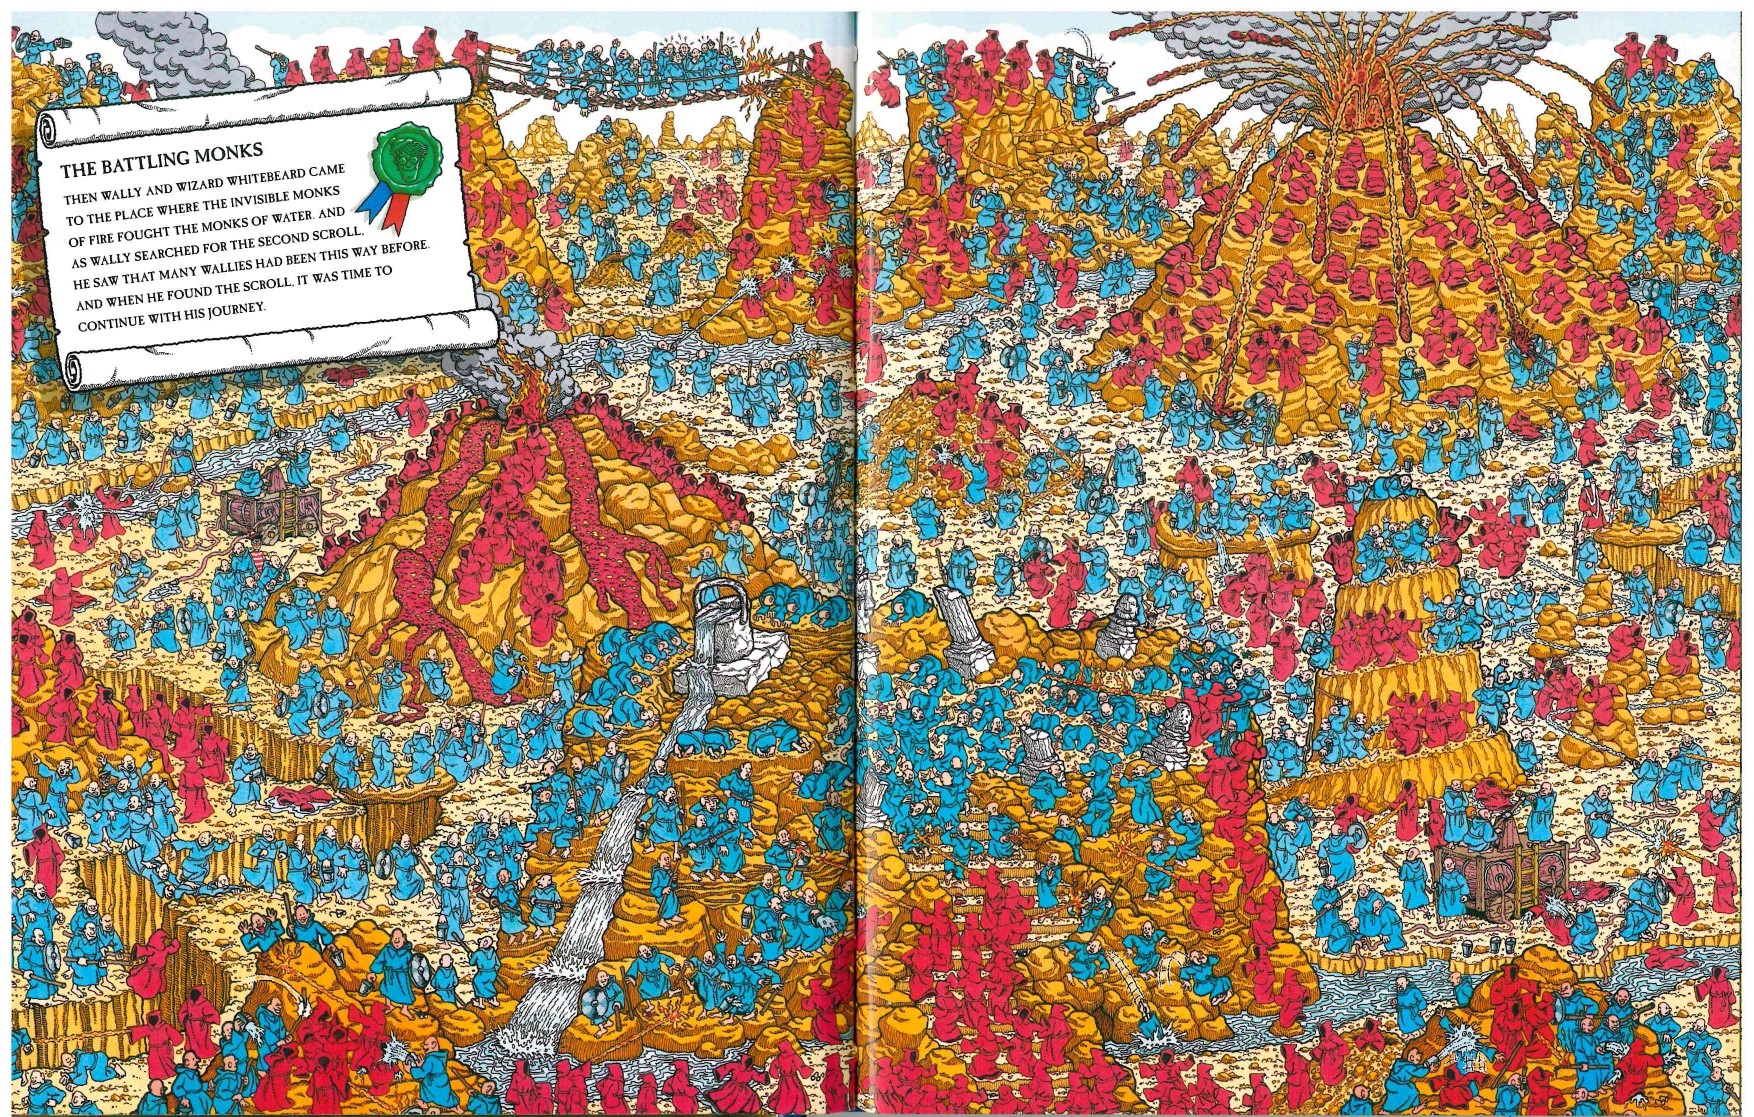 THE BATTLING MONKS
THEN WALLY AND WIZARD WHITEBEARD CAME
TO THE PLACE WHERE THE INVISIBLE MONKS
OF FIRE FOUGHT THE MONKS OF WATER. AND
AS WALLY SEARCHED FOR THE SECOND SCROLL,
HE SAW THAT MANY WALLIES HAD BEEN THIS WAY BEFORE.
AND WHEN HE FOUND THE SCROLL, IT WAS TIME TO
CONTINUE WITH HIS JOURNEY.